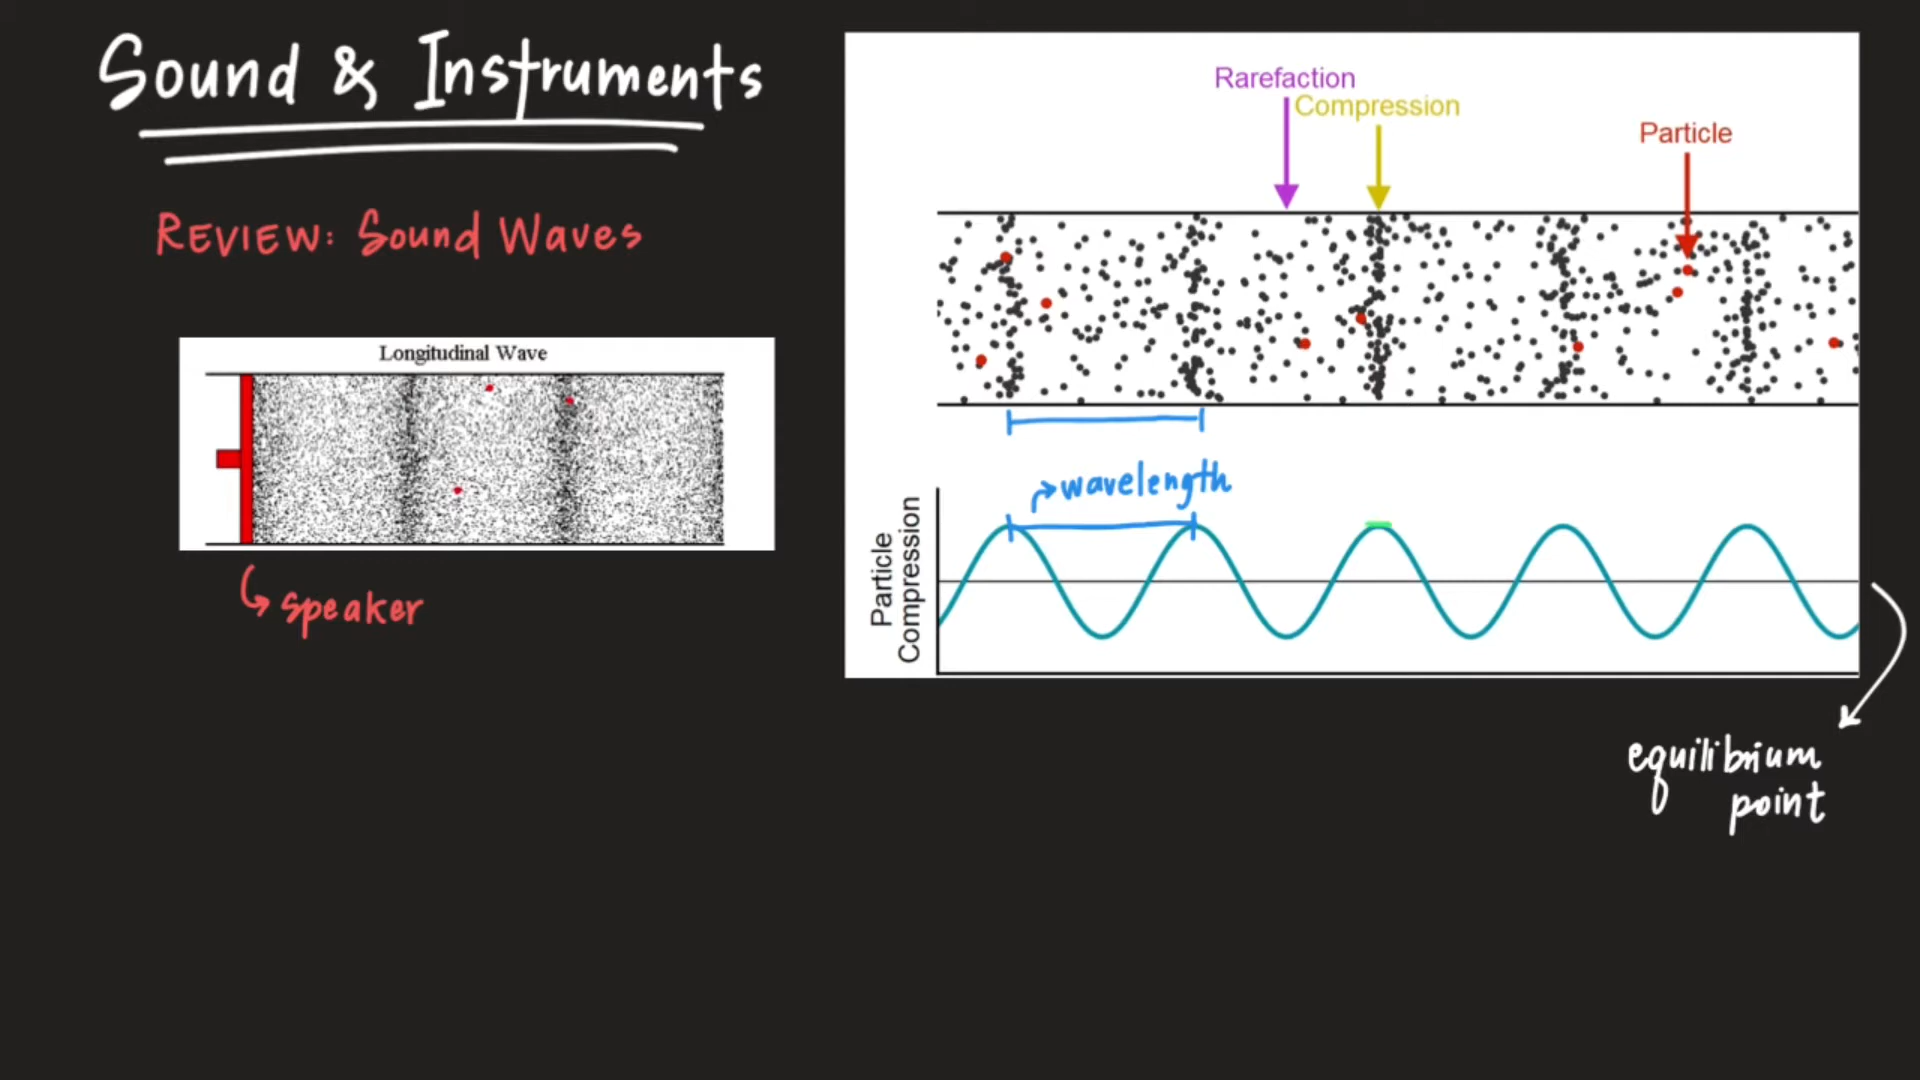 Sound & Instruments
REVIEW: Sound Waves
Longitudinal Wave
speaker
Rarefaction
Compression
Particle
wavelength
Particle
Compression
equilibrium
point